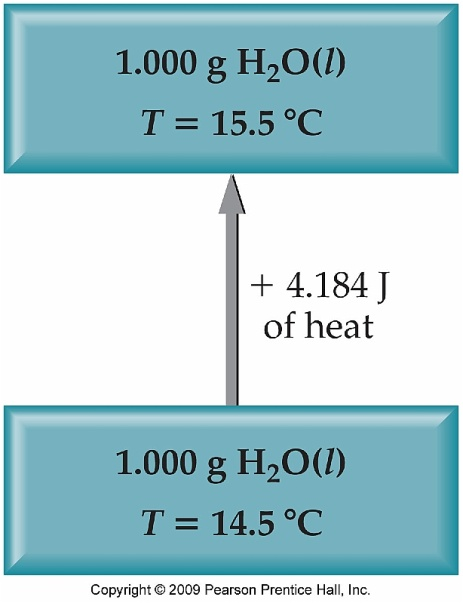 1.000 g H₂O(l)
T = 15.5 °C
+ 4.184 J
of heat
1.000 g H₂O(l)
T = 14.5 °C
Copyright © 2009 Pearson Prentice Hall, Inc.